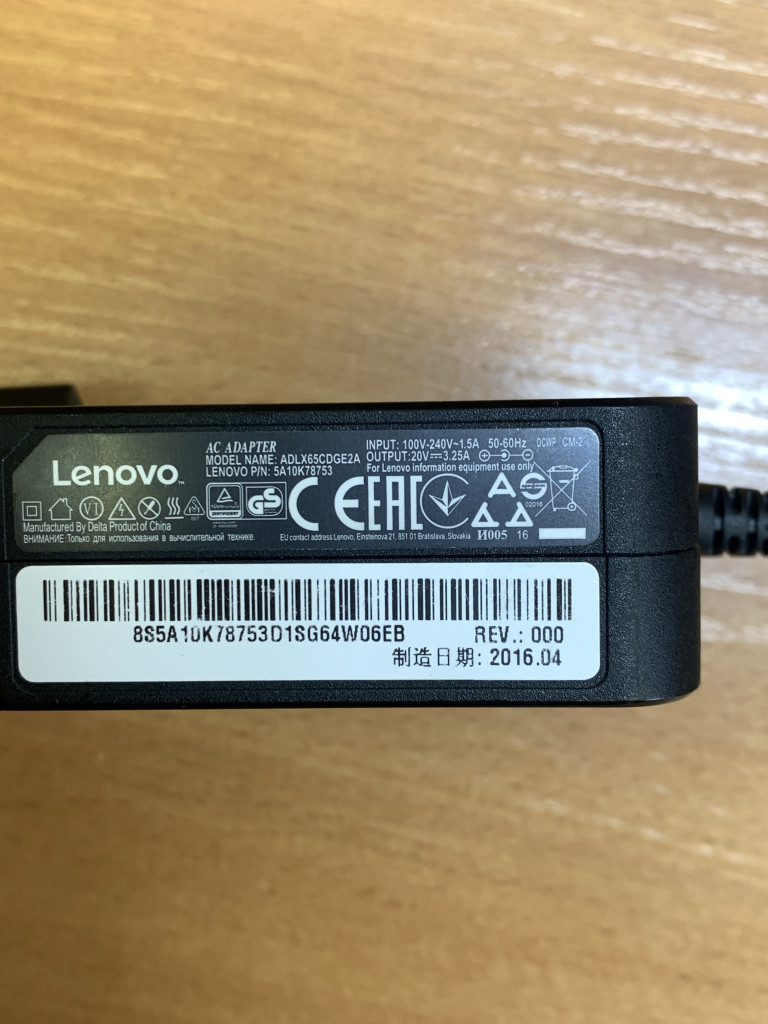 Lenovo
AC ADAPTER
MODEL NAME: ADLX65CDGE2A
LENOVO P/N: 5A10K78753
INPUT: 100V-240V~1.5A 50-60Hz
OUTPUT: 20V⎓3.25A
For Lenovo information equipment use only
DCWP CM-2
VI
GS
CE EAC
02016
И005 16
Manufactured By Delta Product of China
ВНИМАНИЕ:Только для использования в вычислительной технике.
EU contact address:Lenovo, Einsteinova 21, 851 01 Bratislava, Slovakia
8S5A10K78753D1SG64W06EB
REV.: 000
制造日期: 2016.04